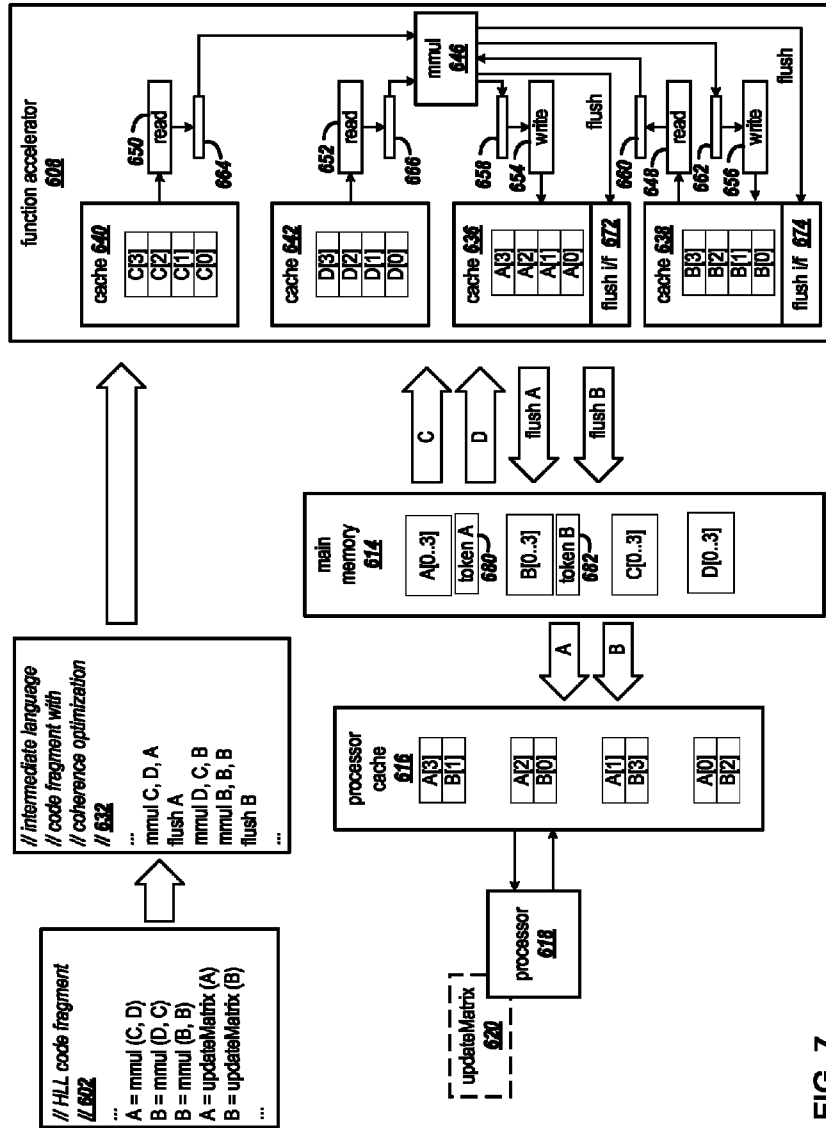 // HLL code fragment
// 602
...
A = mmul (C, D)
B = mmul (D, C)
B = mmul (B, B)
A = updateMatrix (A)
B = updateMatrix (B)
...
// intermediate language
// code fragment with
// coherence optimization
// 632
...
mmul C, D, A
flush A
mmul D, C, B
mmul B, B, B
flush B
...
updateMatrix
620
processor
618
processor
cache
616
A[3]
B[1]
A[2]
B[0]
A[1]
B[3]
A[0]
B[2]
A
B
main
memory
614
A[0..3]
token A
680
B[0..3]
token B
682
C[0..3]
D[0..3]
C
D
flush A
flush B
function accelerator
608
cache 640
C[3]
C[2]
C[1]
C[0]
650
read
664
cache 642
D[3]
D[2]
D[1]
D[0]
652
read
666
mmul
646
cache 636
A[3]
A[2]
A[1]
A[0]
flush i/f 672
658
654
write
flush
cache 638
B[3]
B[2]
B[1]
B[0]
flush i/f 674
660
648
read
662
656
write
flush
FIG. 7